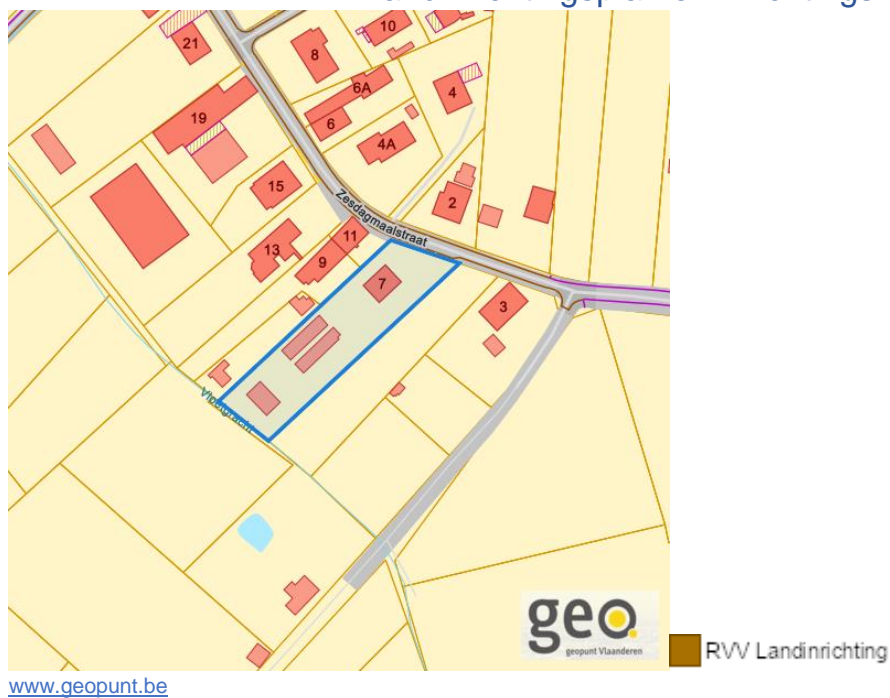 21
8
10
6A
4
19
6
4A
15
2
Zesdagmaalstraat
11
13
9
7
3
geo
geopunt Vlaanderen
RVV Landinrichting
www.geopunt.be